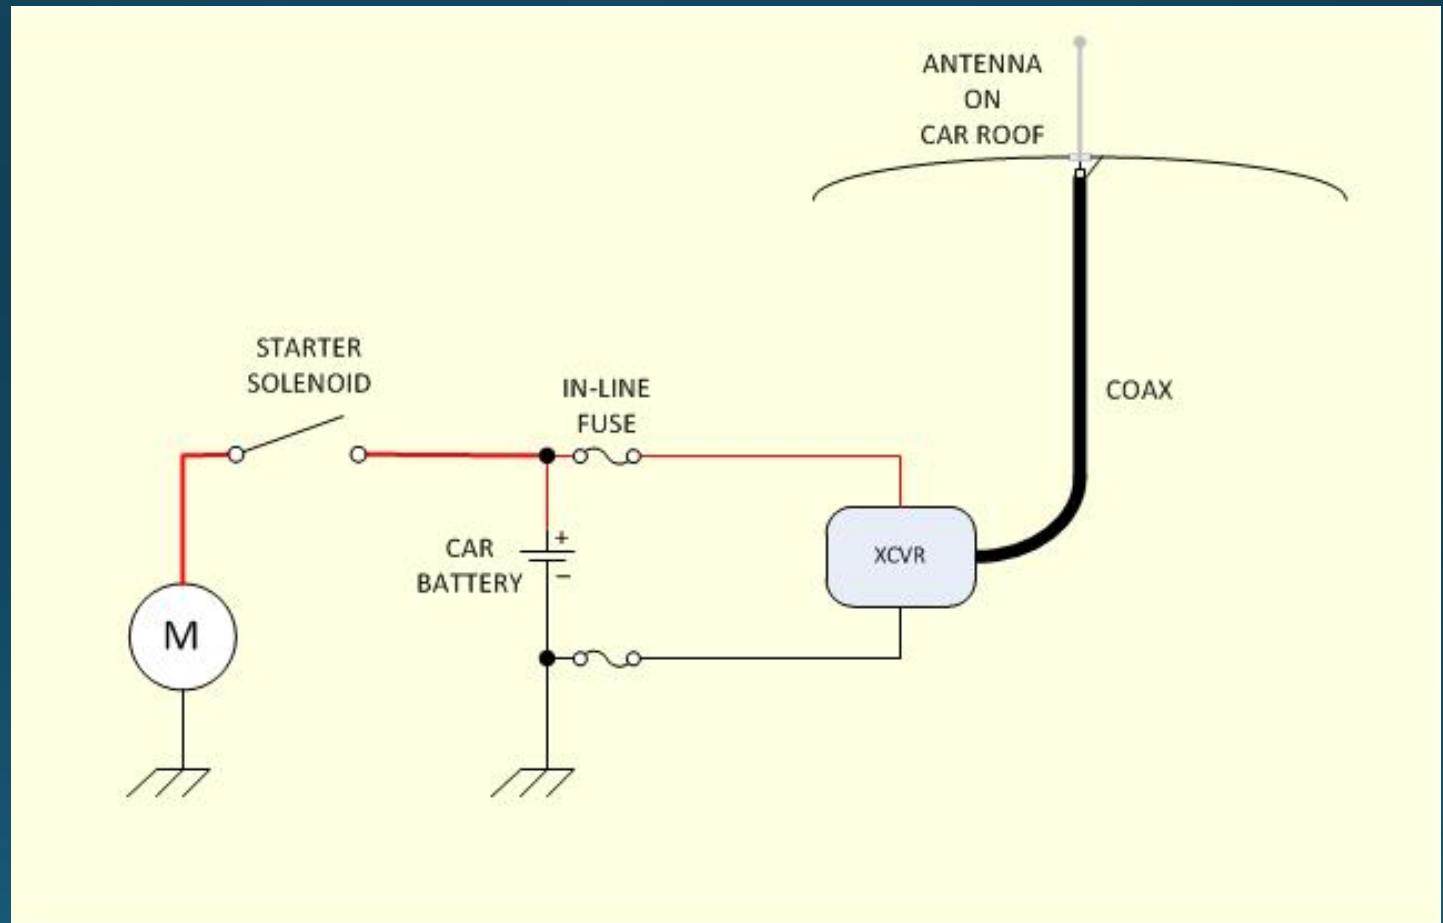 ANTENNA
ON
CAR ROOF
STARTER
SOLENOID
IN-LINE
FUSE
COAX
CAR
BATTERY
+
−
XCVR
M